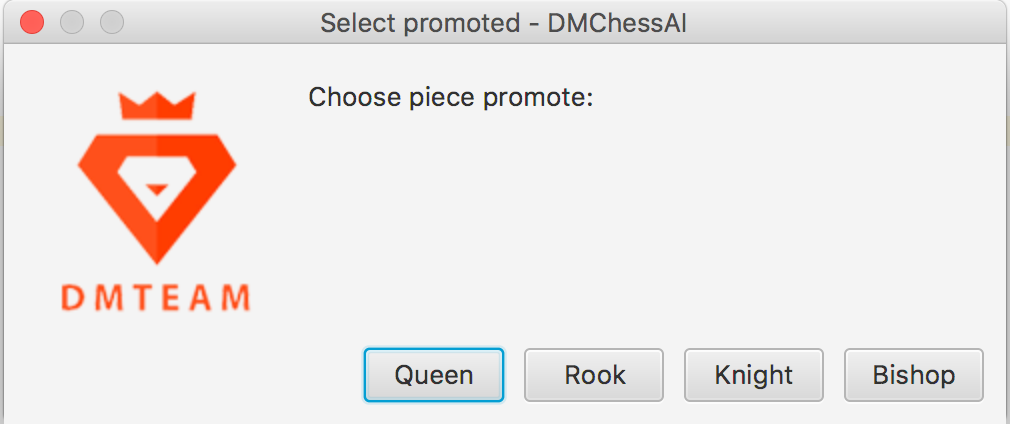 Select promoted - DMChessAI
Choose piece promote:
DMTEAM
Queen
Rook
Knight
Bishop